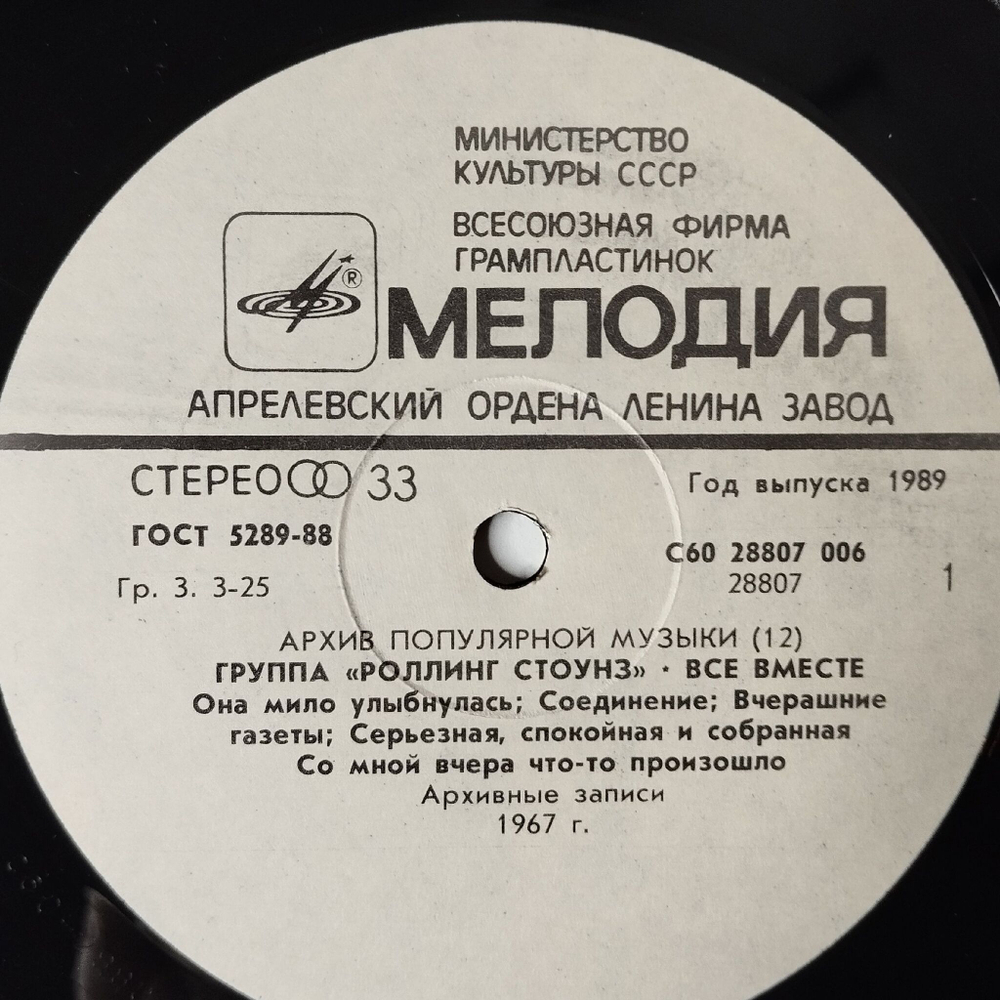 МИНИСТЕРСТВО
КУЛЬТУРЫ СССР
ВСЕСОЮЗНАЯ ФИРМА
ГРАМПЛАСТИНОК
®
МЕЛОДИЯ
АПРЕЛЕВСКИЙ ОРДЕНА ЛЕНИНА ЗАВОД
СТЕРЕО 33
Год выпуска 1989
ГОСТ 5289-88
С60 28807 006
Гр. 3. 3-25
28807
1
АРХИВ ПОПУЛЯРНОЙ МУЗЫКИ (12)
ГРУППА «РОЛЛИНГ СТОУНЗ» · ВСЕ ВМЕСТЕ
Она мило улыбнулась; Соединение; Вчерашние
газеты; Серьезная, спокойная и собранная
Со мной вчера что-то произошло
Архивные записи
1967 г.